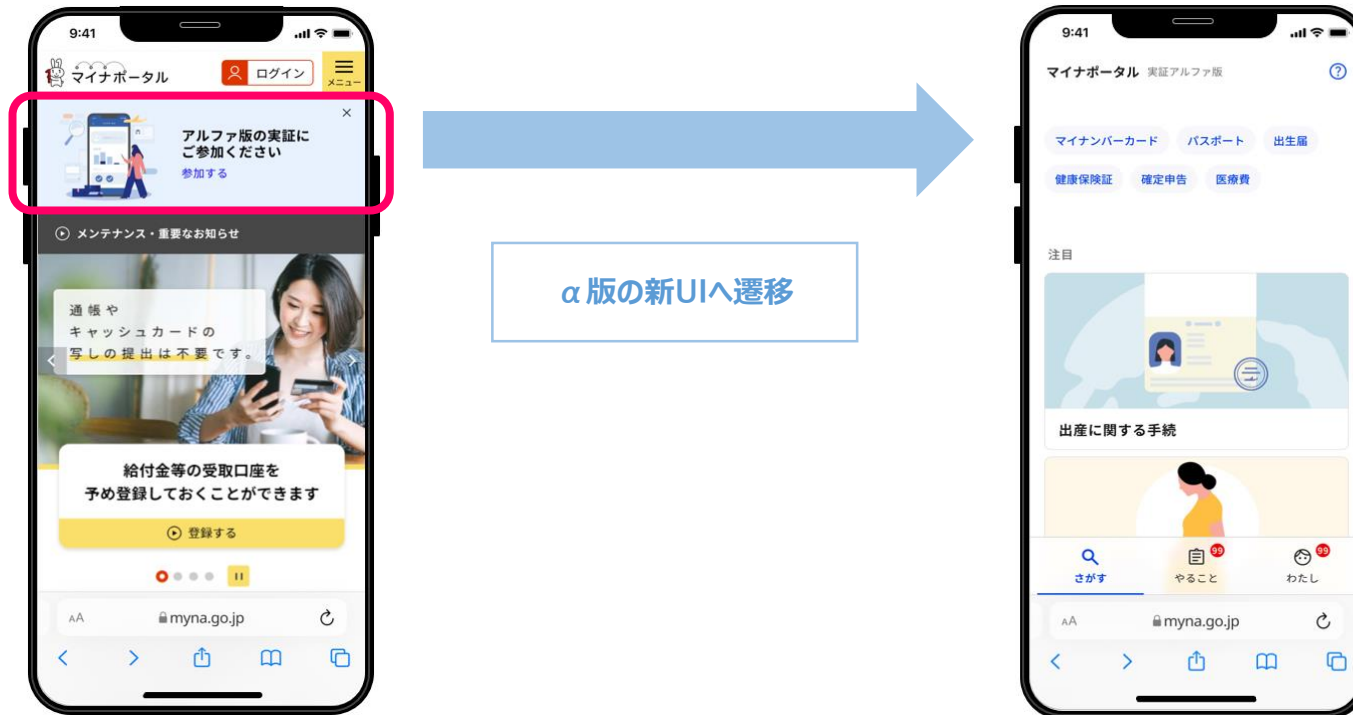 9:41
マイナポータル
ログイン
メニュー
アルファ版の実証に
ご参加ください
参加する
メンテナンス・重要なお知らせ
通帳や
キャッシュカードの
写しの提出は不要です。
給付金等の受取口座を
予め登録しておくことができます
登録する
AA
myna.go.jp
α版の新UIへ遷移
9:41
マイナポータル 実証アルファ版
マイナンバーカード パスポート 出生届
健康保険証 確定申告 医療費
注目
出産に関する手続
99 99
さがす やること わたし
AA
myna.go.jp